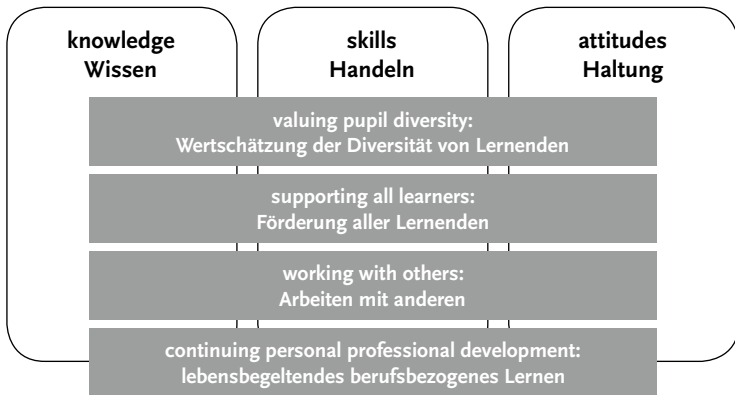 knowledge
Wissen
skills
Handeln
attitudes
Haltung
valuing pupil diversity:
Wertschätzung der Diversität von Lernenden
supporting all learners:
Förderung aller Lernenden
working with others:
Arbeiten mit anderen
continuing personal professional development:
lebensbegeltendes berufsbezogenes Lernen